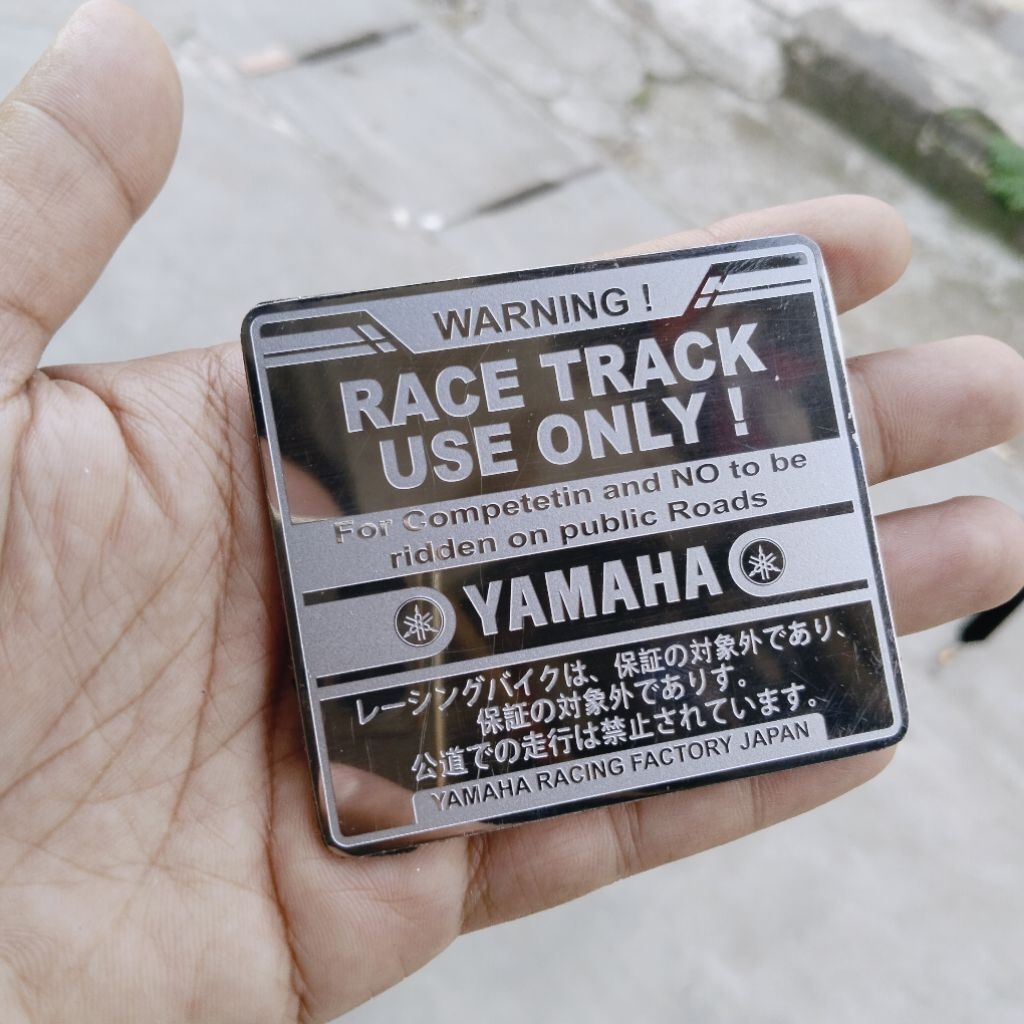 WARNING !
RACE TRACK
USE ONLY !
For Competetin and NO to be
ridden on public Roads
YAMAHA
レーシングバイクは、保証の対象外であり、
保証の対象外でありす。
公道での走行は禁止されています。
YAMAHA RACING FACTORY JAPAN